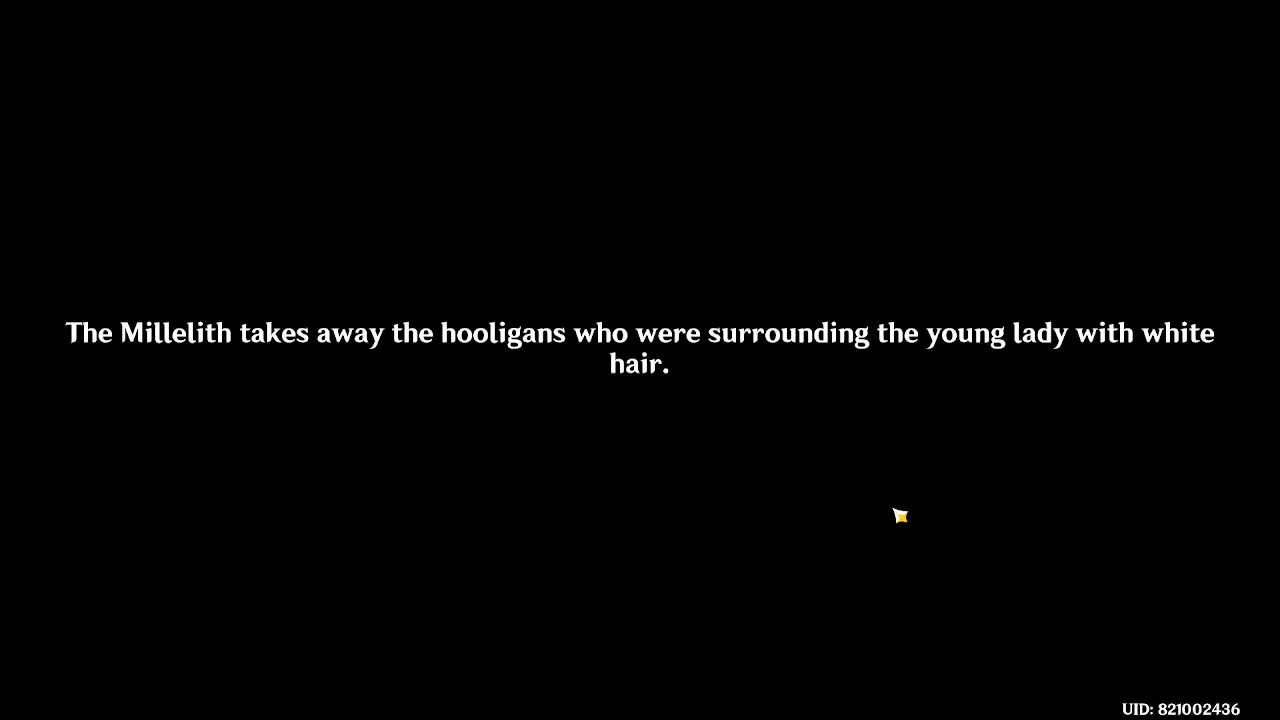 The Millelith takes away the hooligans who were surrounding the young lady with white
hair.
UID: 821002436